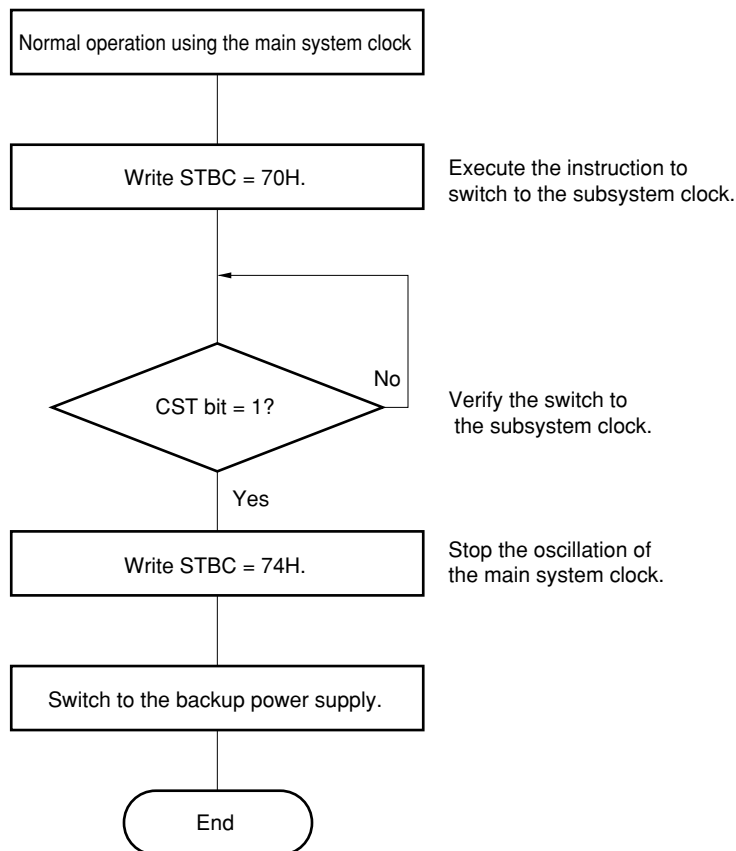 Normal operation using the main system clock
Write STBC = 70H.
Execute the instruction to
switch to the subsystem clock.
No
CST bit = 1?
Verify the switch to
the subsystem clock.
Yes
Write STBC = 74H.
Stop the oscillation of
the main system clock.
Switch to the backup power supply.
End